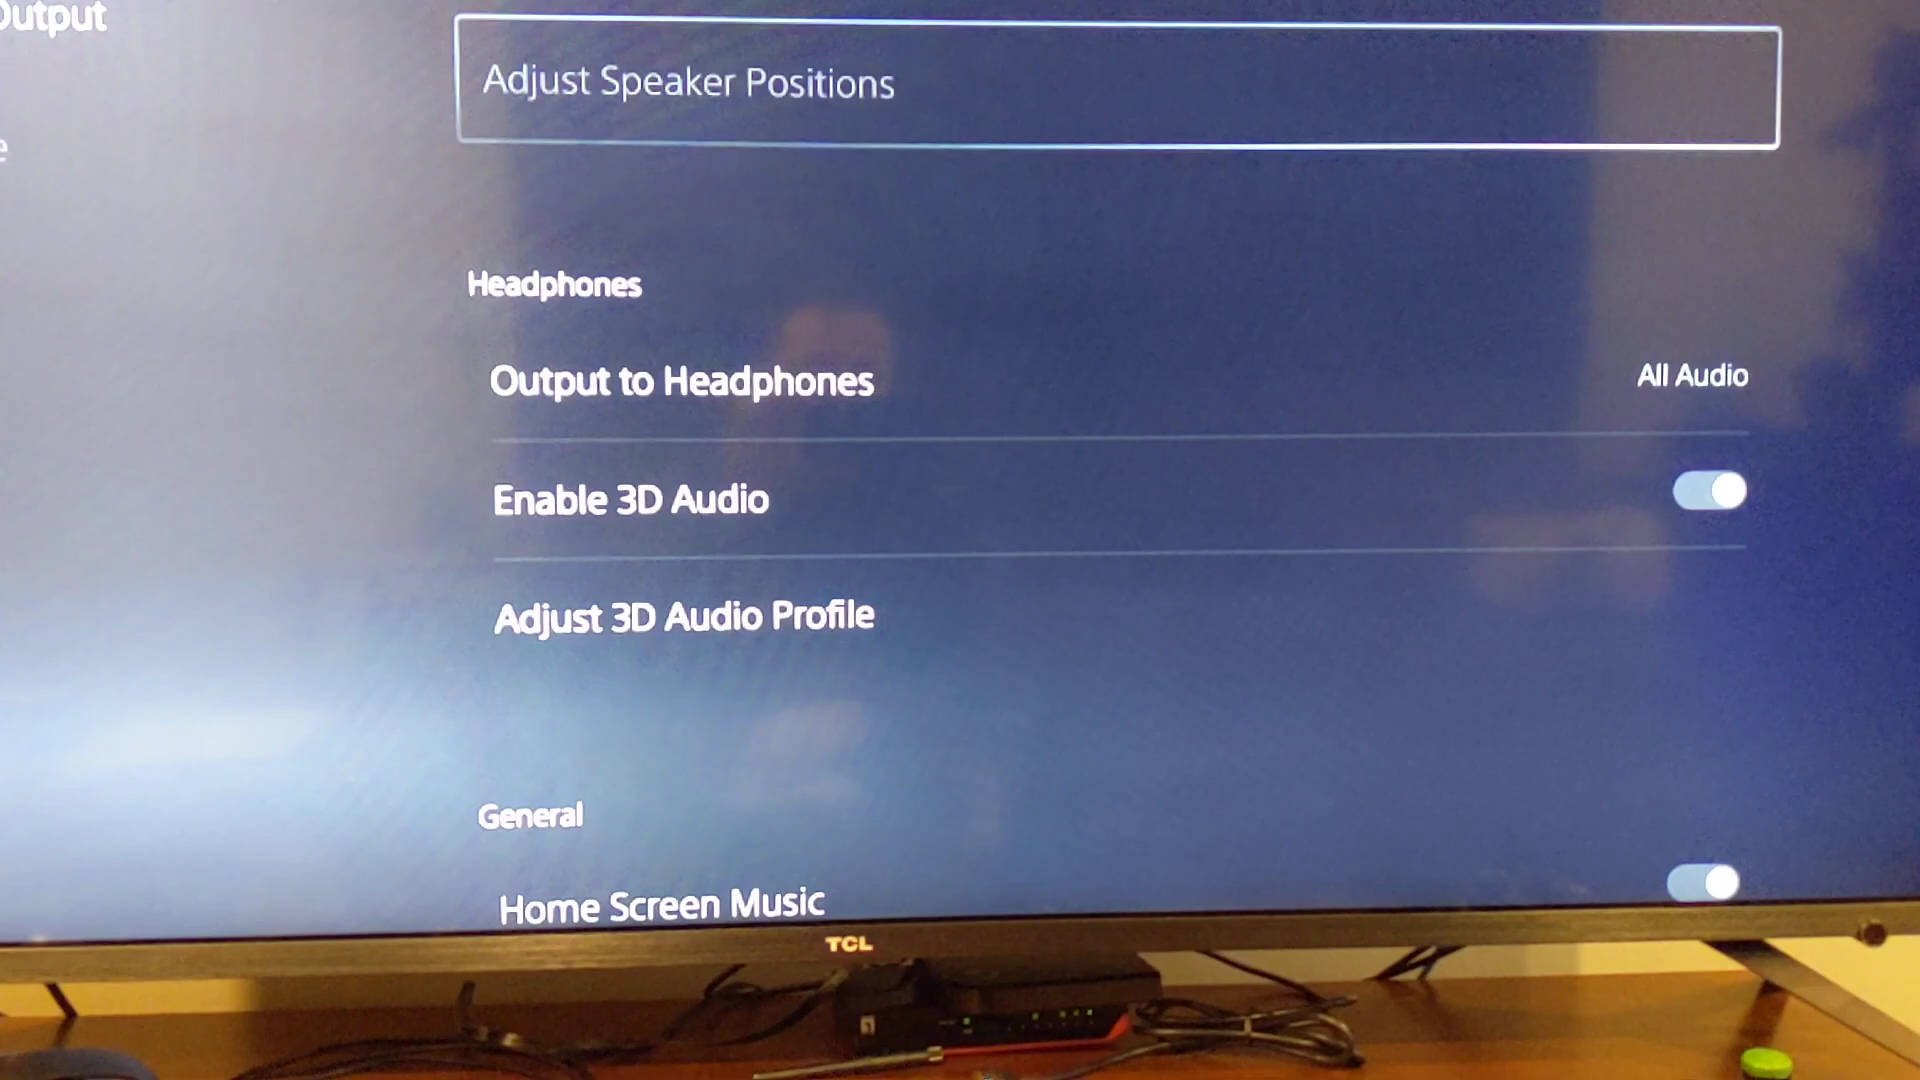 Output
Adjust Speaker Positions
Headphones
Output to Headphones
All Audio
Enable 3D Audio
Adjust 3D Audio Profile
General
Home Screen Music
TCL